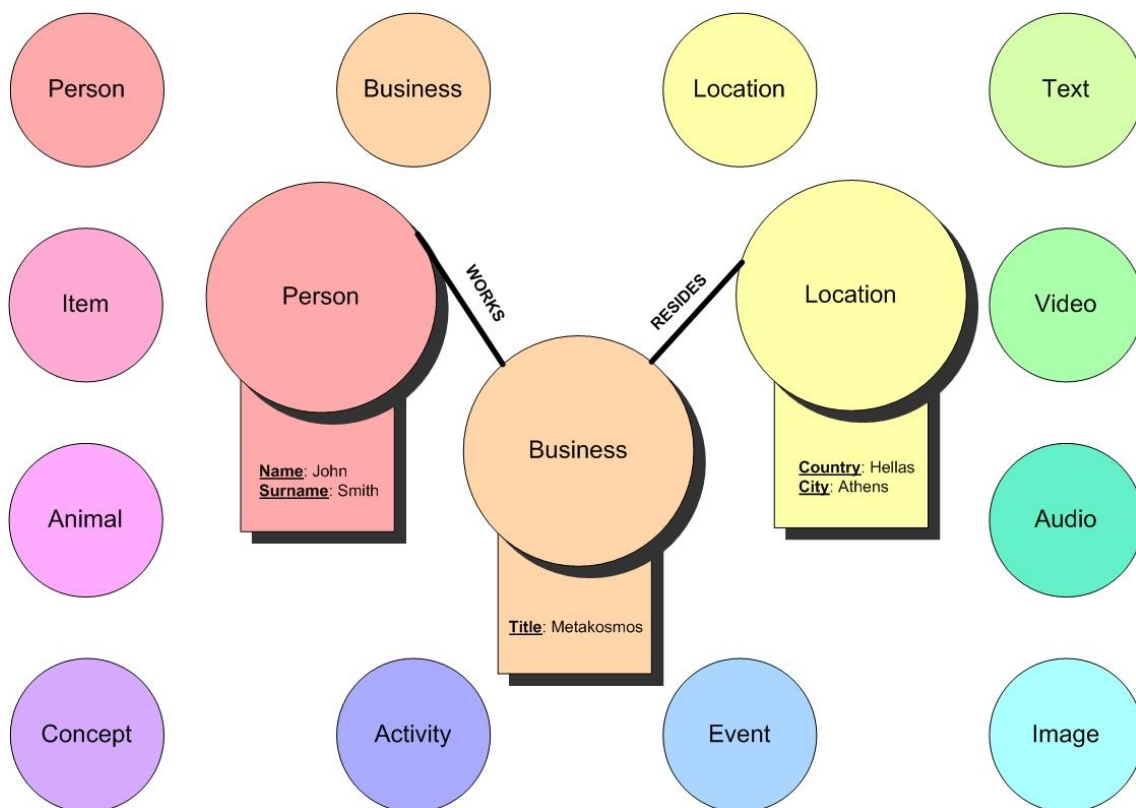 Person
Business
Location
Text
Item
Person
WORKS
RESIDES
Location
Video
Name: John
Surname: Smith
Business
Country: Hellas
City: Athens
Animal
Audio
Title: Metakosmos
Concept
Activity
Event
Image